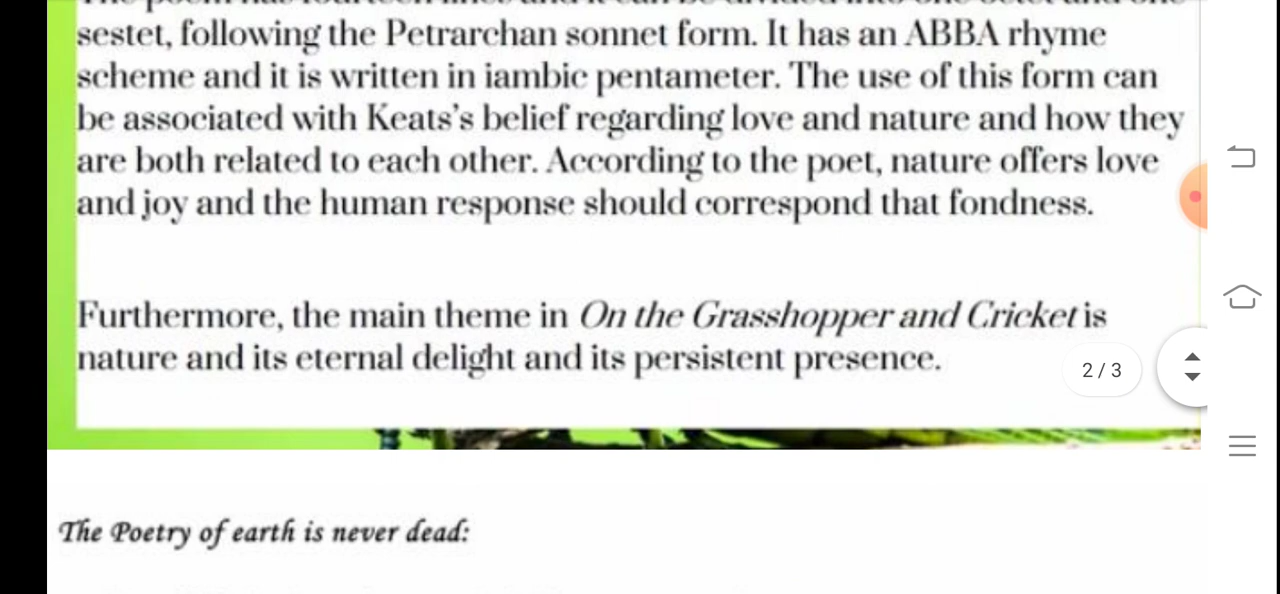 sestet, following the Petrarchan sonnet form. It has an ABBA rhyme
scheme and it is written in iambic pentameter. The use of this form can
be associated with Keats's belief regarding love and nature and how they
are both related to each other. According to the poet, nature offers love
and joy and the human response should correspond that fondness.
Furthermore, the main theme in On the Grasshopper and Cricket is
nature and its eternal delight and its persistent presence.
2 / 3
The Poetry of earth is never dead: